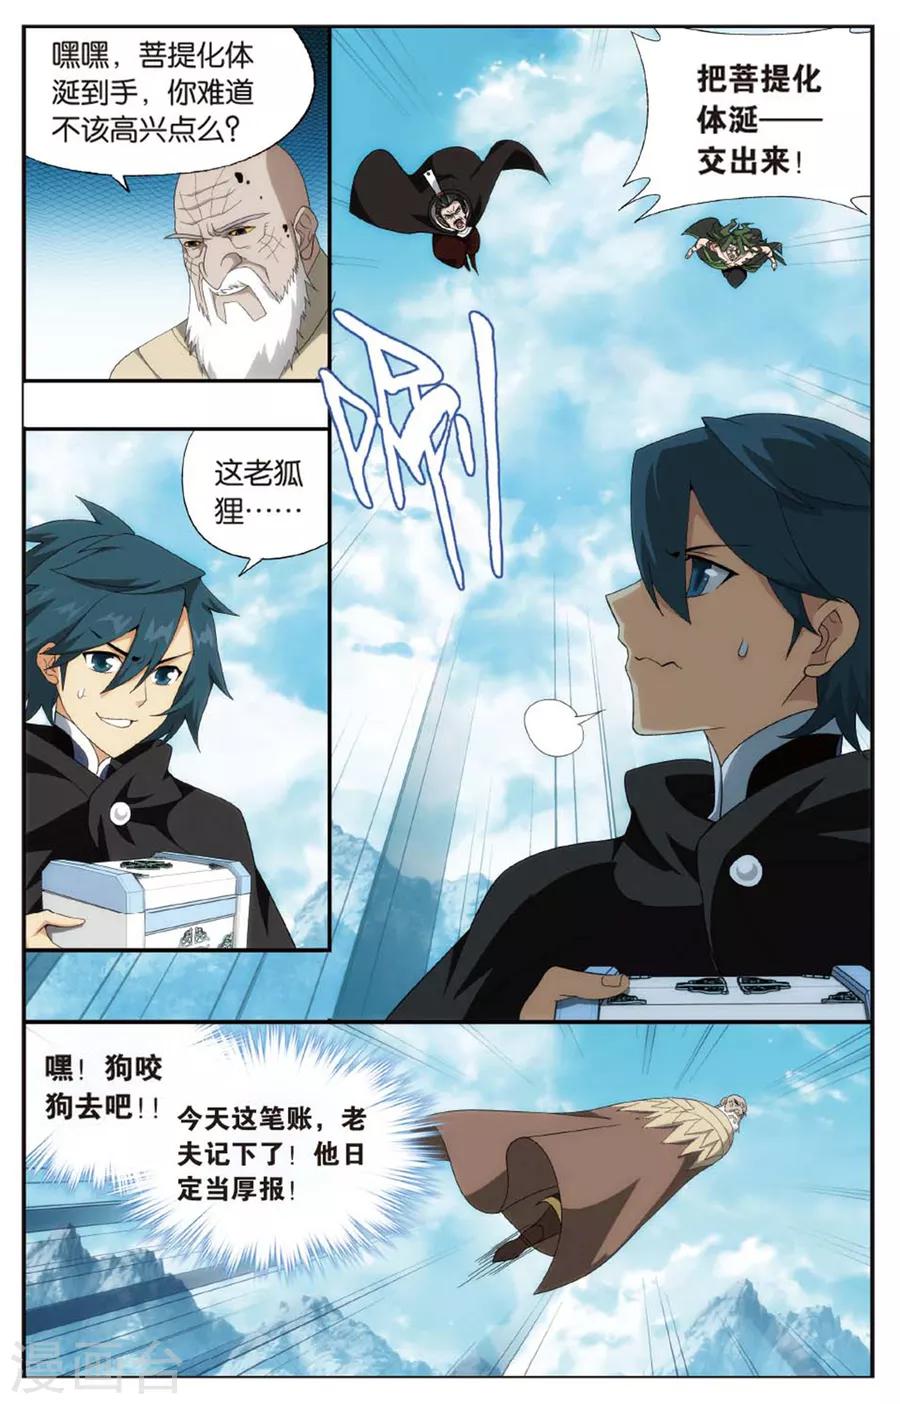 嘿嘿，菩提化体
涎到手，你难道
不该高兴点么？
把菩提化
体涎——
交出来！
这老狐
狸……
唰
嘿！狗咬
狗去吧！！
今天这笔账，老
夫记下了！他日
定当厚报！
漫画台